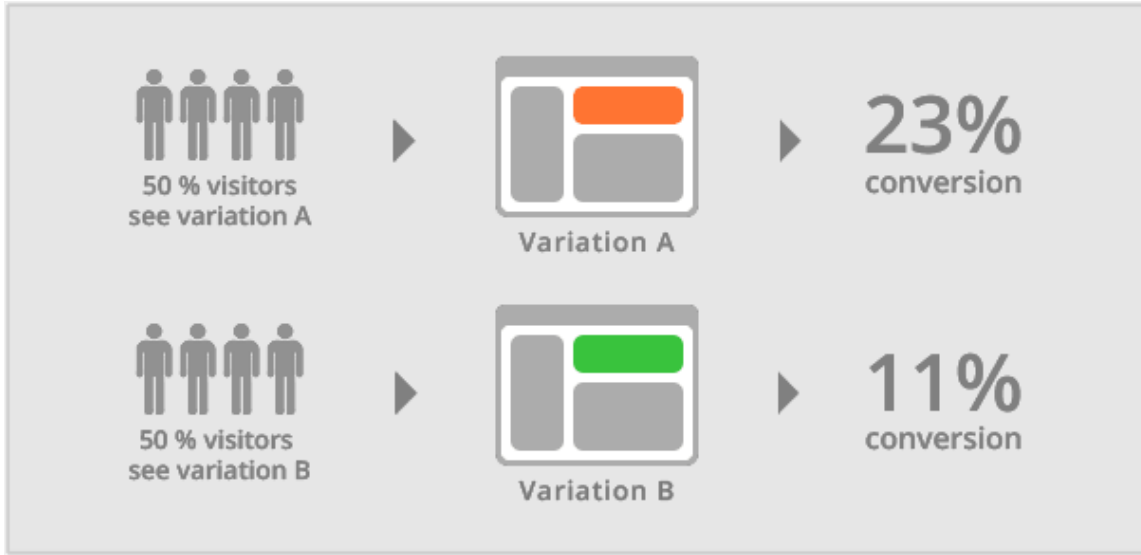 50 % visitors
see variation A
Variation A
23%
conversion
50 % visitors
see variation B
Variation B
11%
conversion